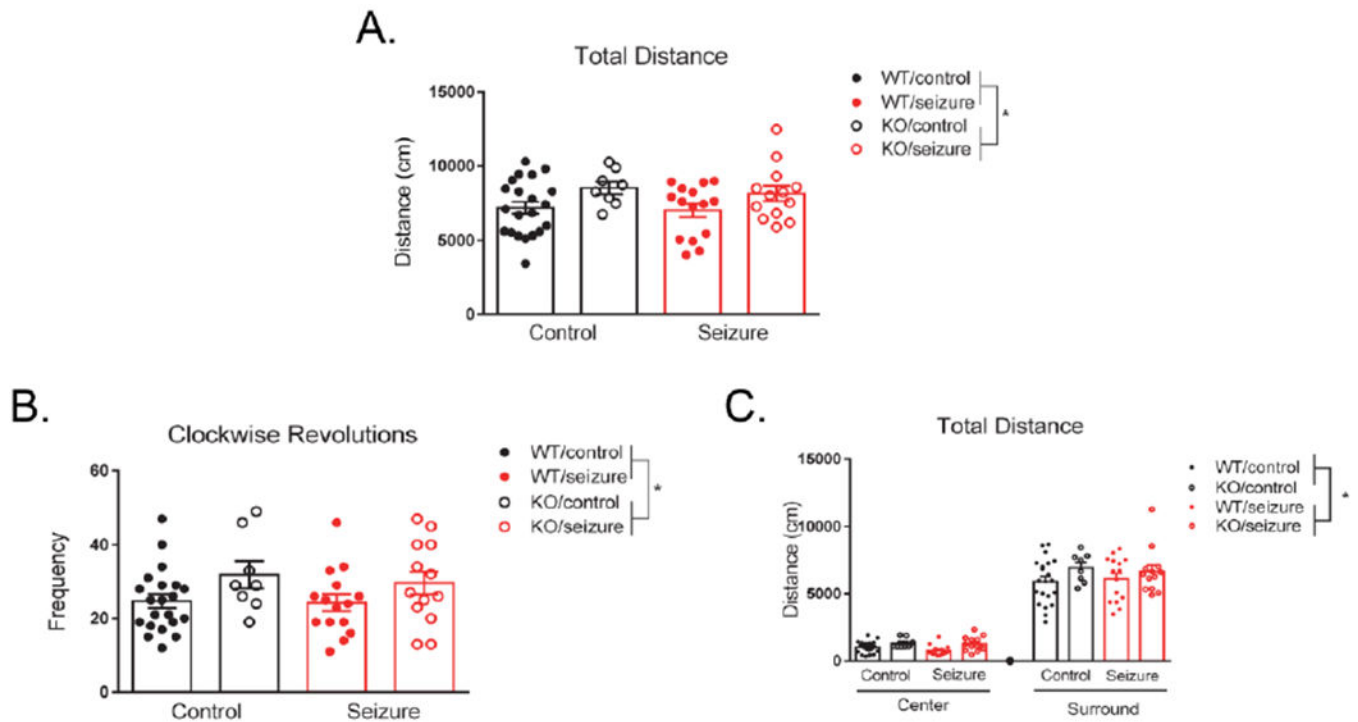 A.
Total Distance
15000
10000
5000
0
Distance (cm)
Control
Seizure
WT/control
WT/seizure
KO/control
KO/seizure
*
B.
Clockwise Revolutions
60
40
20
0
Frequency
Control
Seizure
WT/control
WT/seizure
KO/control
KO/seizure
*
C.
Total Distance
15000
10000
5000
0
Distance (cm)
Control
Seizure
Control
Seizure
Center
Surround
WT/control
KO/control
WT/seizure
KO/seizure
*